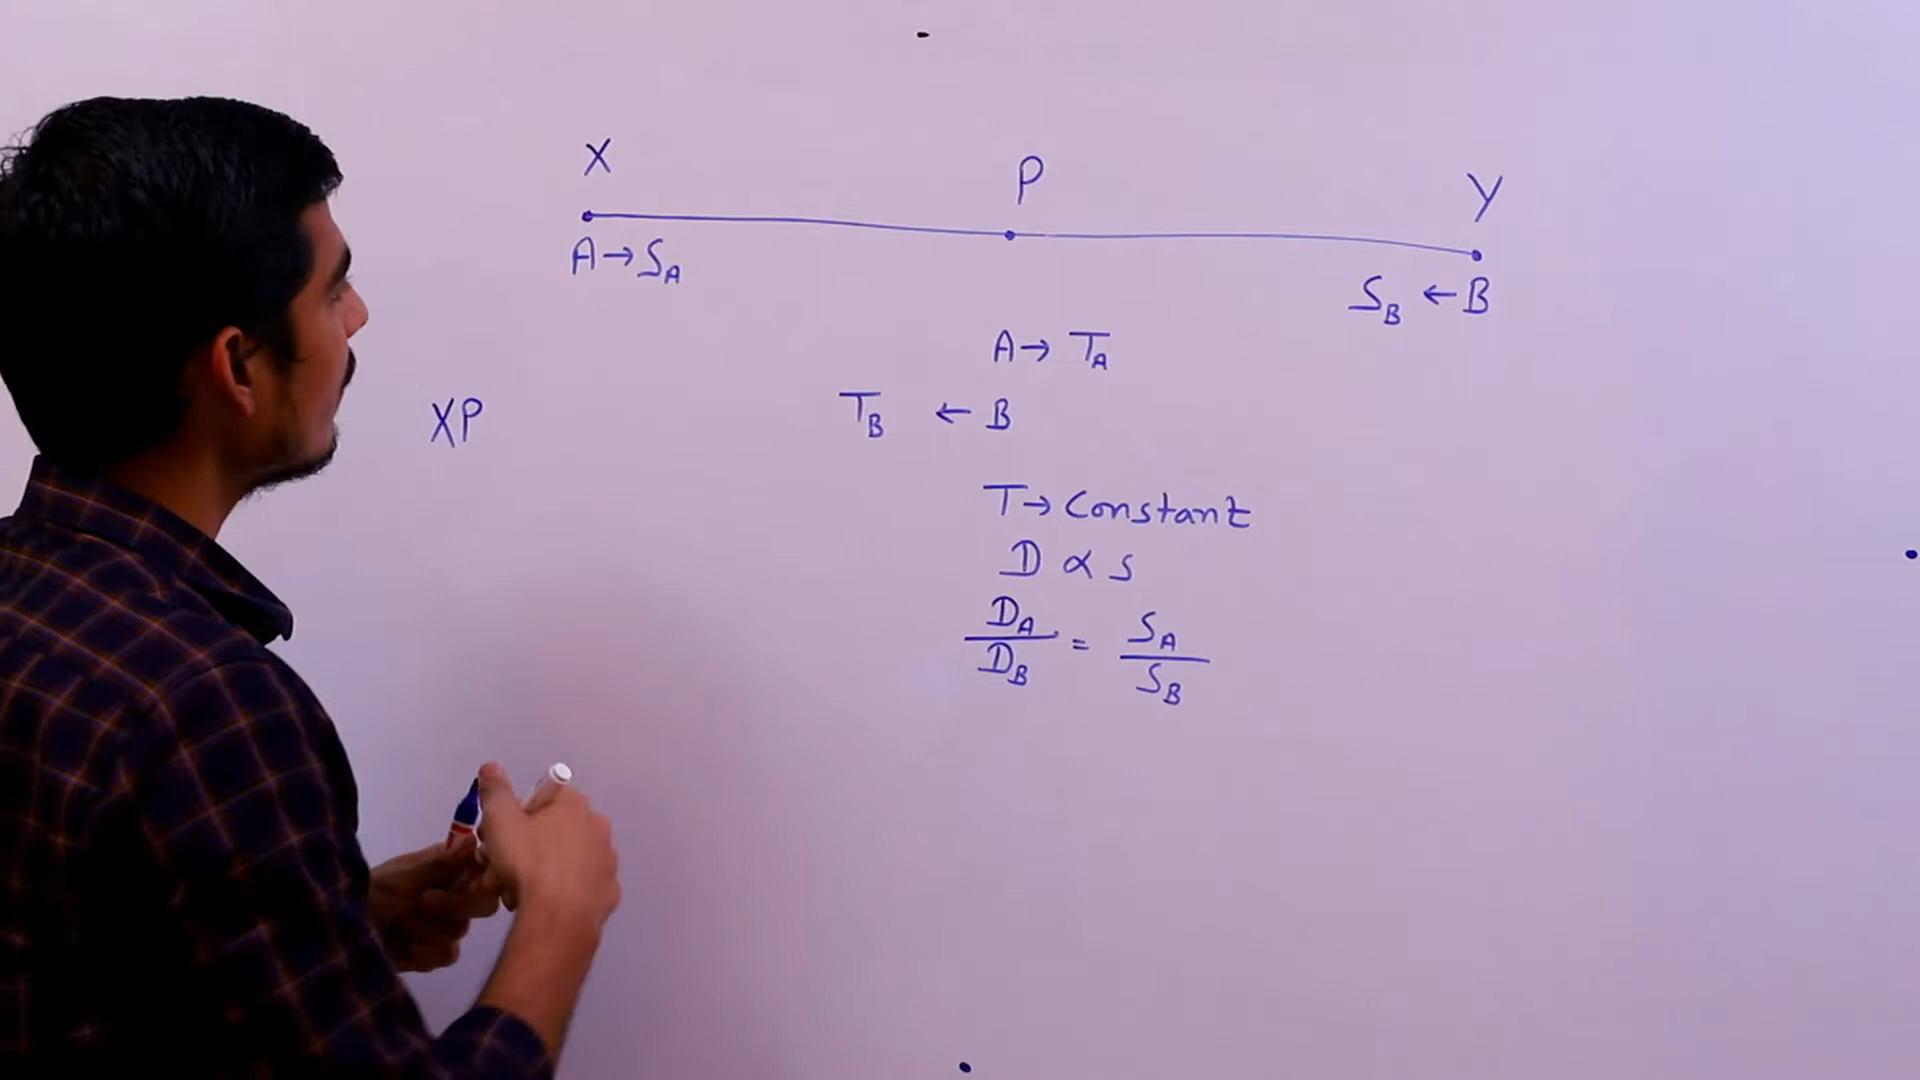 X P Y
A → S_A S_B ← B
A → T_A
XP T_B ← B
T → Constant
D ∝ S
D_A / D_B = S_A / S_B